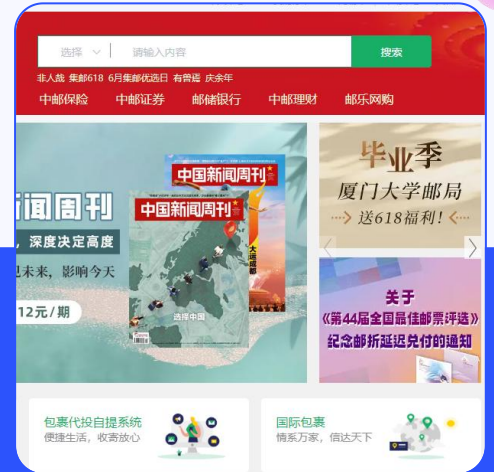 选择
请输入内容
搜索
非人哉 集邮618 6月集邮优选日 有兽焉 庆余年
中邮保险 中邮证券 邮储银行 中邮理财 邮乐网购
新闻周刊
，深度决定高度
未来，影响今天
12元/期
中国新闻周刊
中国新闻周刊
大运成都
选择中国
毕业季
厦门大学邮局
送618福利！
关于
《第44届全国最佳邮票评选》
纪念邮折延迟兑付的通知
包裹代投自提系统
便捷生活，收寄放心
国际包裹
情系万家，信达天下